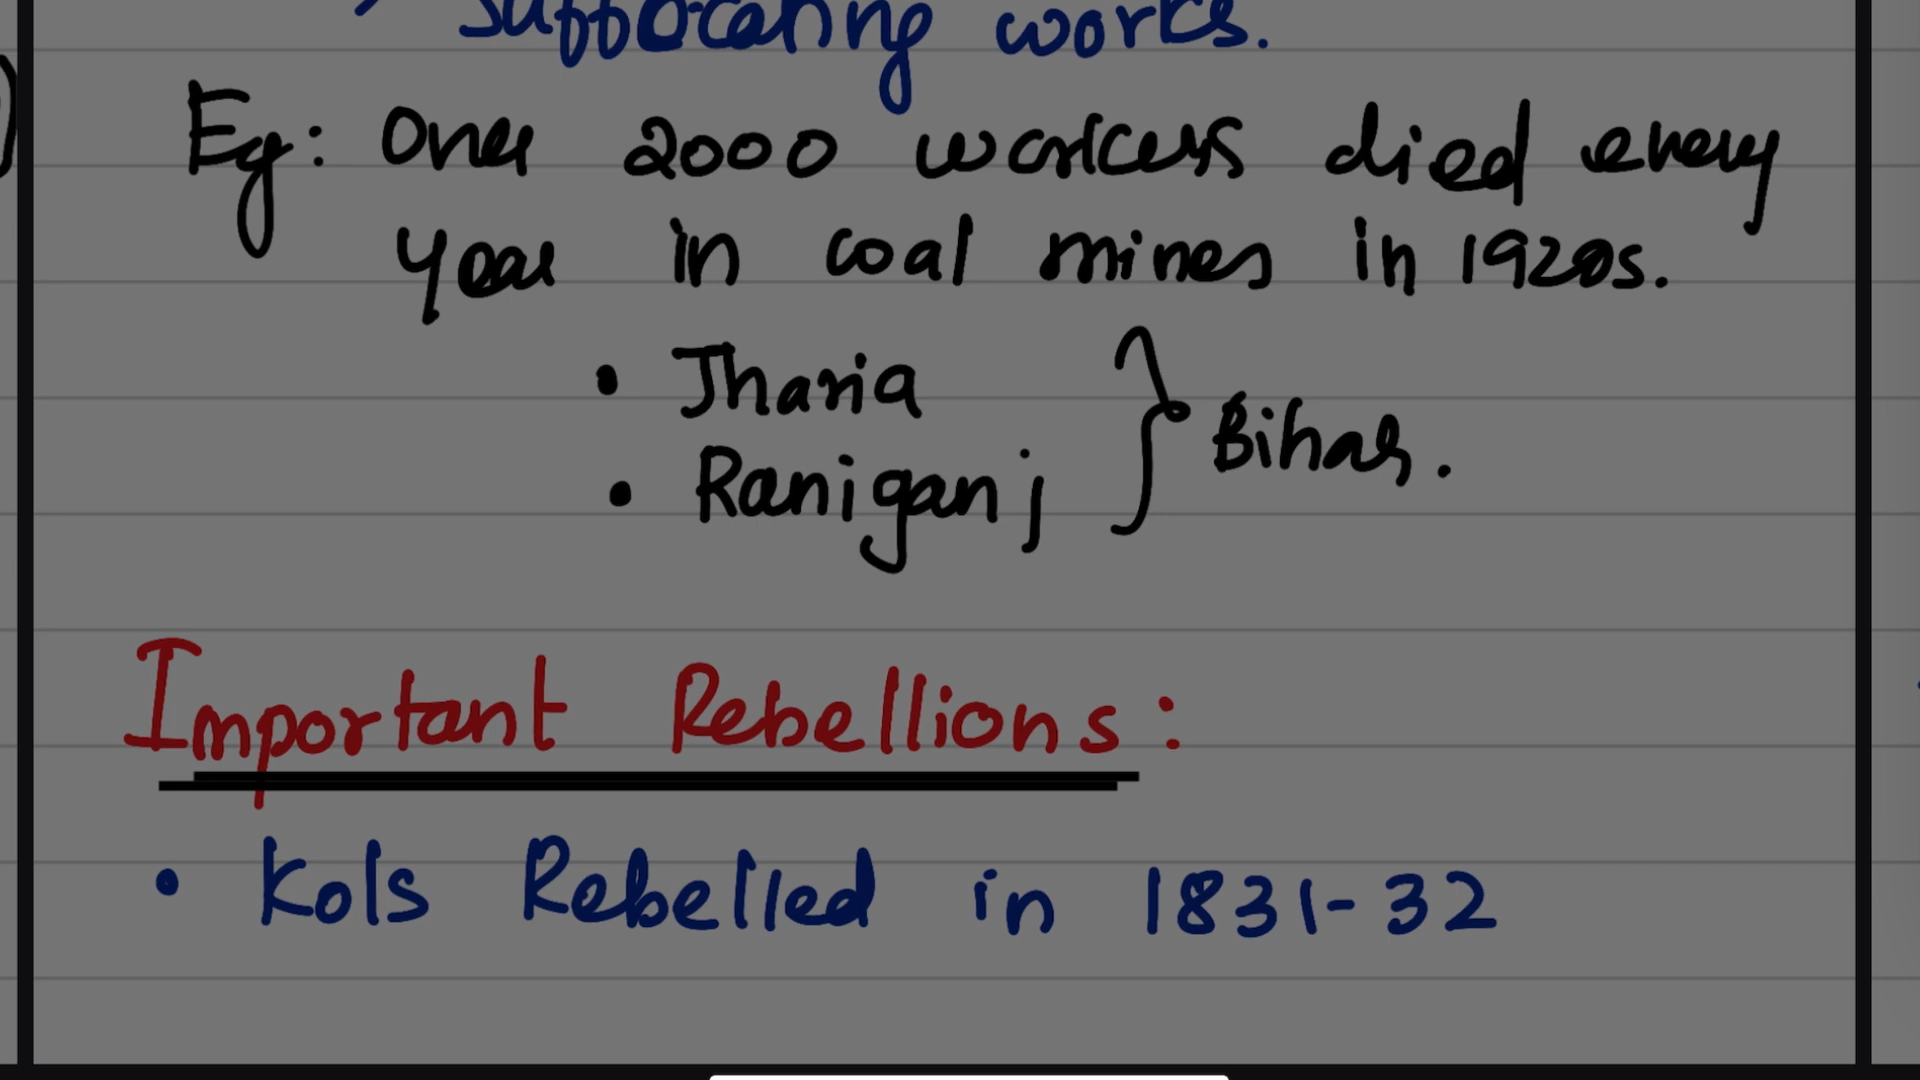 suffocating works.
Eg: Over 2000 workers died every
year in coal mines in 1920s.
• Jharia
} Bihar.
• Raniganj
Important Rebellions:
• Kols Rebelled in 1831-32